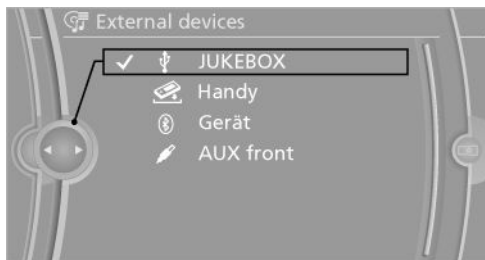 External devices
JUKEBOX
Handy
Gerät
AUX front